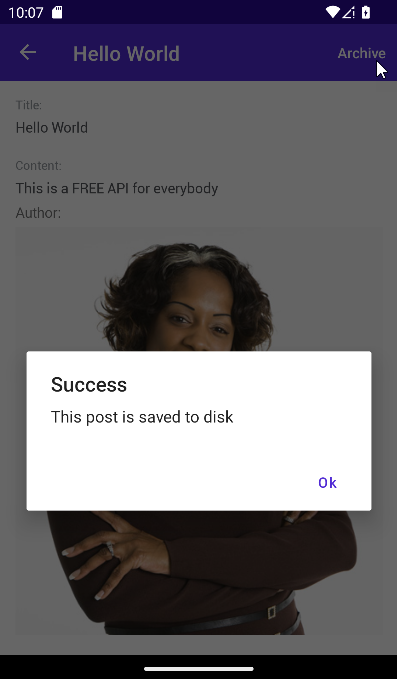 10:07
Hello World
Archive
Title:
Hello World
Content:
This is a FREE API for everybody
Author:
Success
This post is saved to disk
Ok